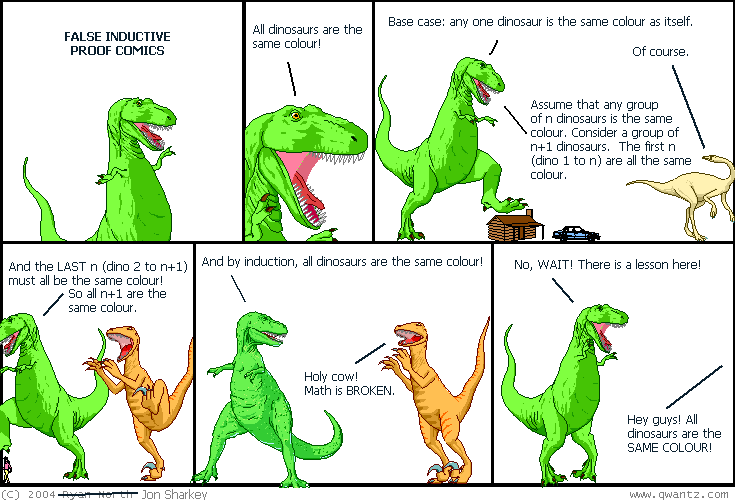 FALSE INDUCTIVE
PROOF COMICS
All dinosaurs are the
same colour!
Base case: any one dinosaur is the same colour as itself.
Of course.
Assume that any group
of n dinosaurs is the same
colour. Consider a group of
n+1 dinosaurs. The first n
(dino 1 to n) are all the same
colour.
And the LAST n (dino 2 to n+1)
must all be the same colour!
So all n+1 are the
same colour.
And by induction, all dinosaurs are the same colour!
Holy cow!
Math is BROKEN.
No, WAIT! There is a lesson here!
Hey guys! All
dinosaurs are the
SAME COLOUR!
(C) 2004 Ryan North Jon Sharkey
www.qwantz.com